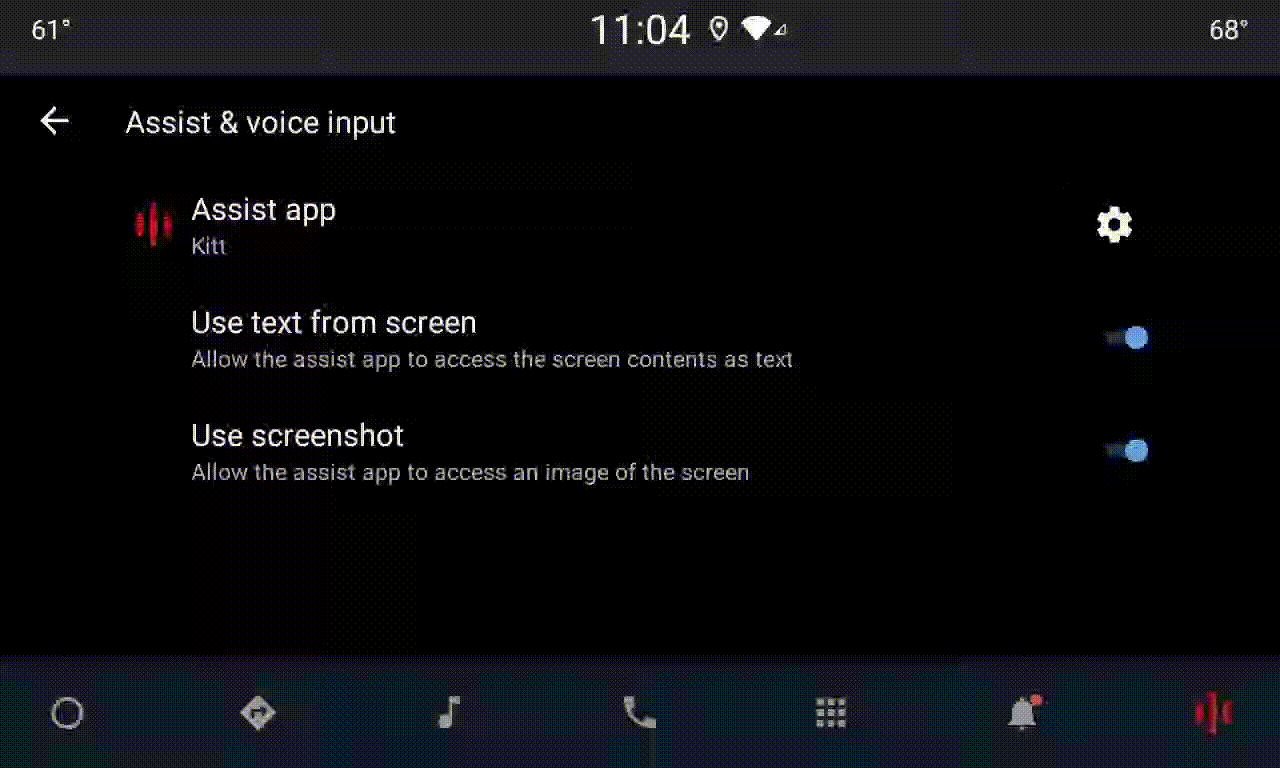 61°
11:04
68°
Assist & voice input
Assist app
Kitt
Use text from screen
Allow the assist app to access the screen contents as text
Use screenshot
Allow the assist app to access an image of the screen